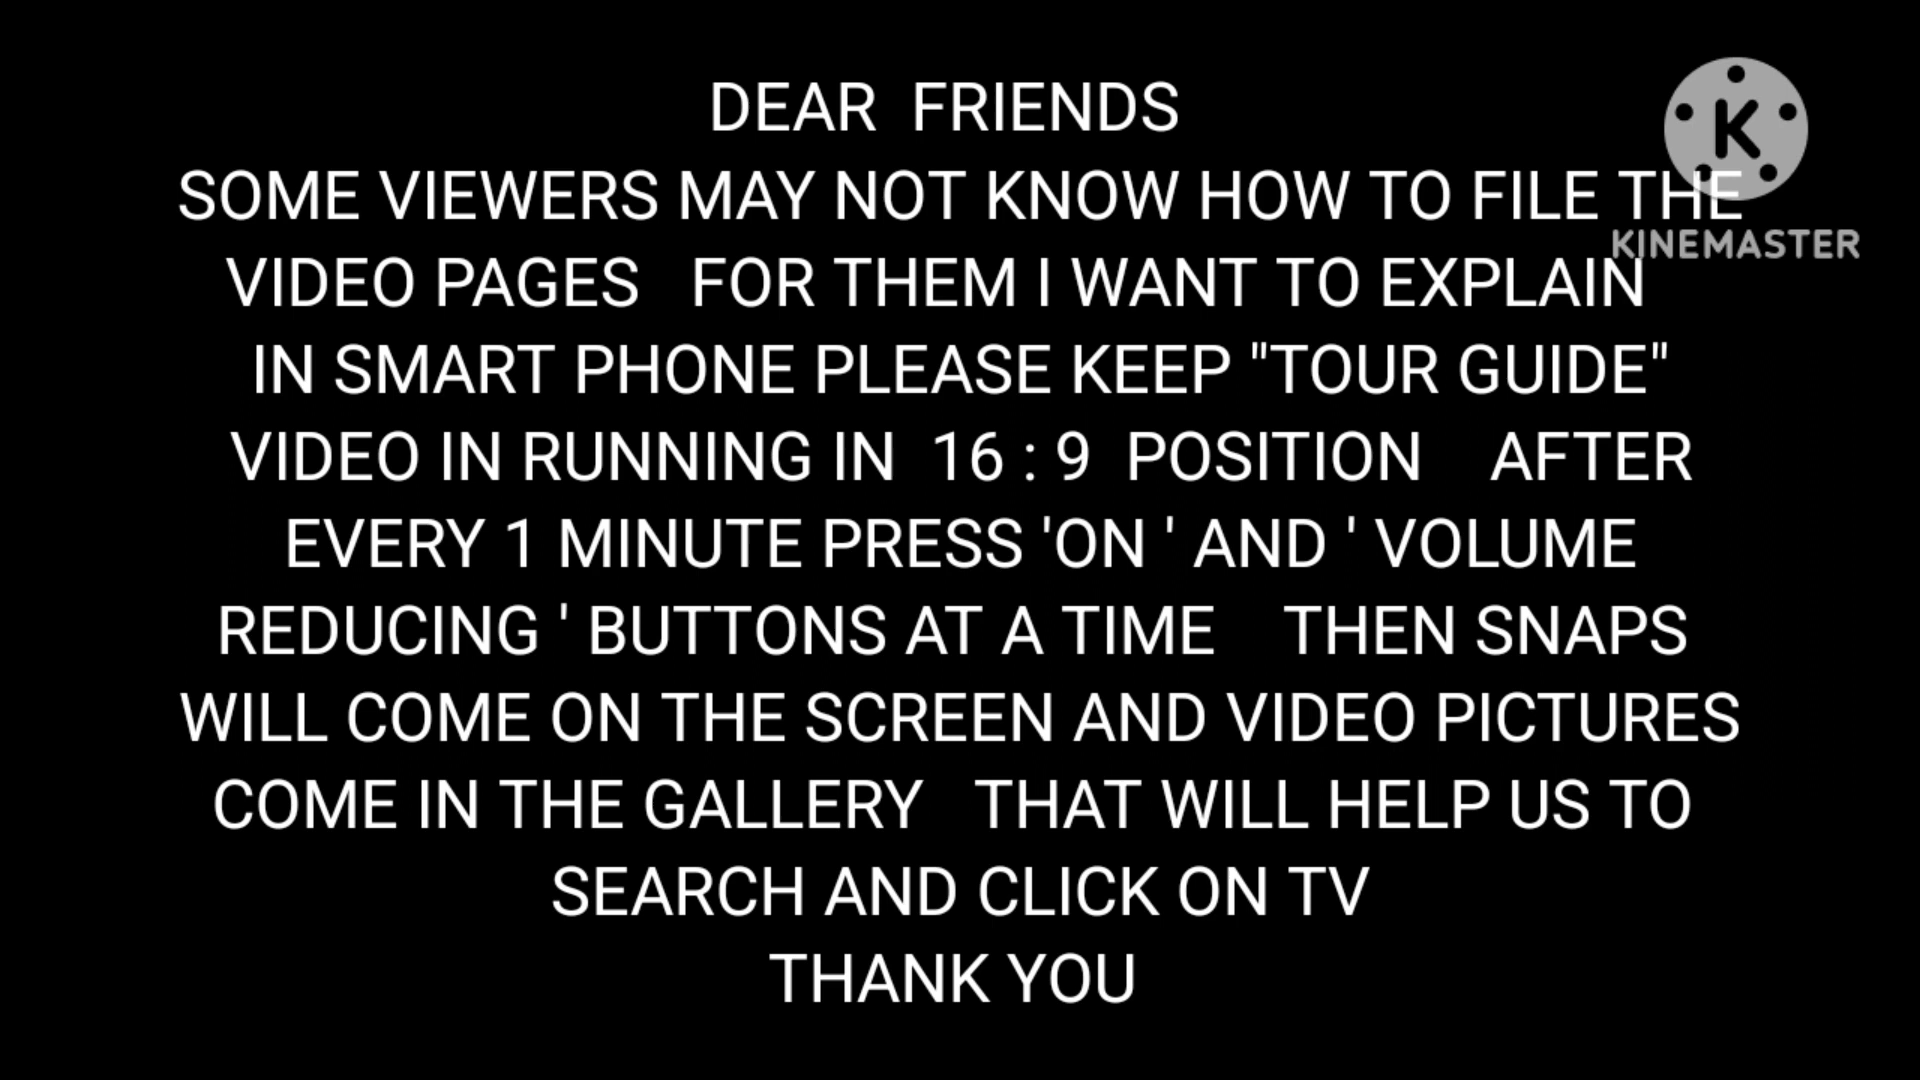 DEAR  FRIENDS
SOME VIEWERS MAY NOT KNOW HOW TO FILE THE
VIDEO PAGES   FOR THEM I WANT TO EXPLAIN
IN SMART PHONE PLEASE KEEP "TOUR GUIDE"
VIDEO IN RUNNING IN  16 : 9  POSITION    AFTER
EVERY 1 MINUTE PRESS 'ON ' AND ' VOLUME
REDUCING ' BUTTONS AT A TIME    THEN SNAPS
WILL COME ON THE SCREEN AND VIDEO PICTURES
COME IN THE GALLERY   THAT WILL HELP US TO
SEARCH AND CLICK ON TV
THANK YOU
K
KINEMASTER